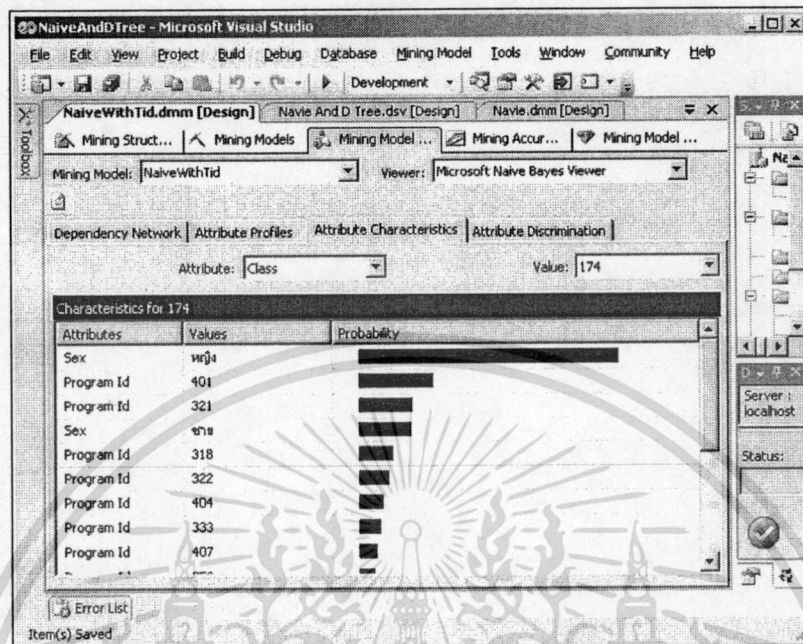 NaiveAndDTree - Microsoft Visual Studio
File Edit View Project Build Debug Database Mining Model Tools Window Community Help
Development
Toolbox
NaiveWithTid.dmm [Design] Navie And D Tree.dsv [Design] Navie.dmm [Design]
Mining Struct... Mining Models Mining Model ... Mining Accur... Mining Model ...
Mining Model: NaiveWithTid Viewer: Microsoft Naive Bayes Viewer
Dependency Network Attribute Profiles Attribute Characteristics Attribute Discrimination
Attribute: Class Value: 174
Characteristics for 174
Attributes Values Probability
Sex หญิง
Program Id 401
Program Id 321
Sex ชาย
Program Id 318
Program Id 322
Program Id 404
Program Id 333
Program Id 407
Server :
localhost
Status:
Error List
Item(s) Saved